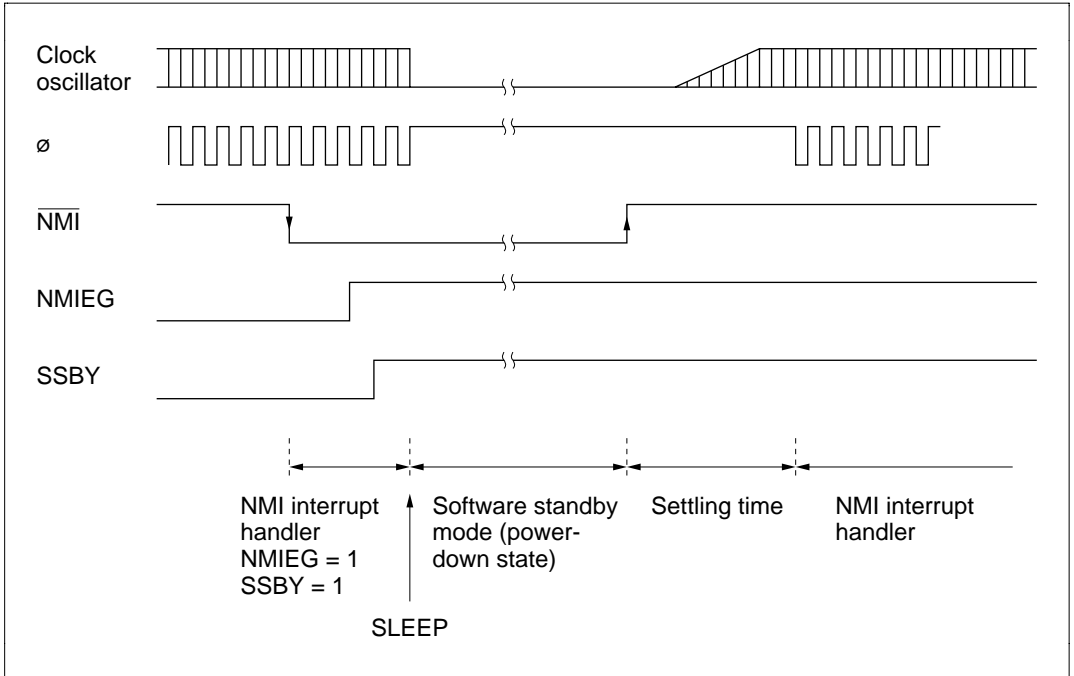 Clock
oscillator
ø
NMI
NMIEG
SSBY
NMI interrupt
handler
NMIEG = 1
SSBY = 1
SLEEP
Software standby
mode (power-
down state)
Settling time
NMI interrupt
handler